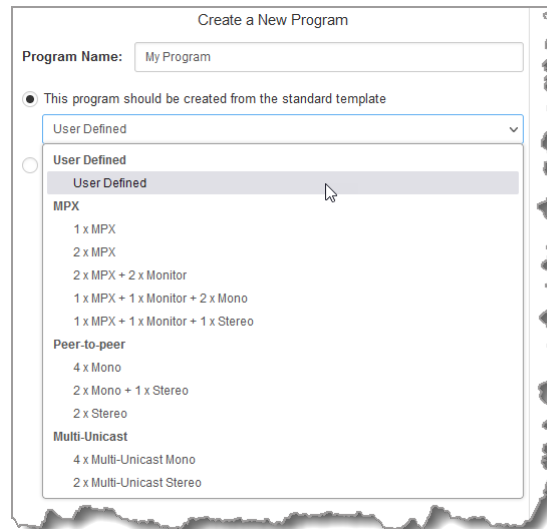 Create a New Program
Program Name: My Program
This program should be created from the standard template
User Defined
User Defined
User Defined
MPX
1 x MPX
2 x MPX
2 x MPX + 2 x Monitor
1 x MPX + 1 x Monitor + 2 x Mono
1 x MPX + 1 x Monitor + 1 x Stereo
Peer-to-peer
4 x Mono
2 x Mono + 1 x Stereo
2 x Stereo
Multi-Unicast
4 x Multi-Unicast Mono
2 x Multi-Unicast Stereo